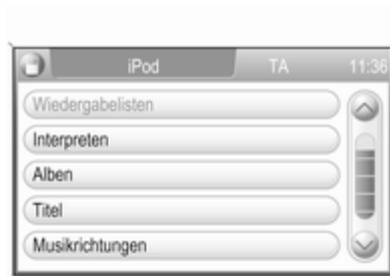 iPod TA 11:36
Wiedergabelisten
Interpreten
Alben
Titel
Musikrichtungen